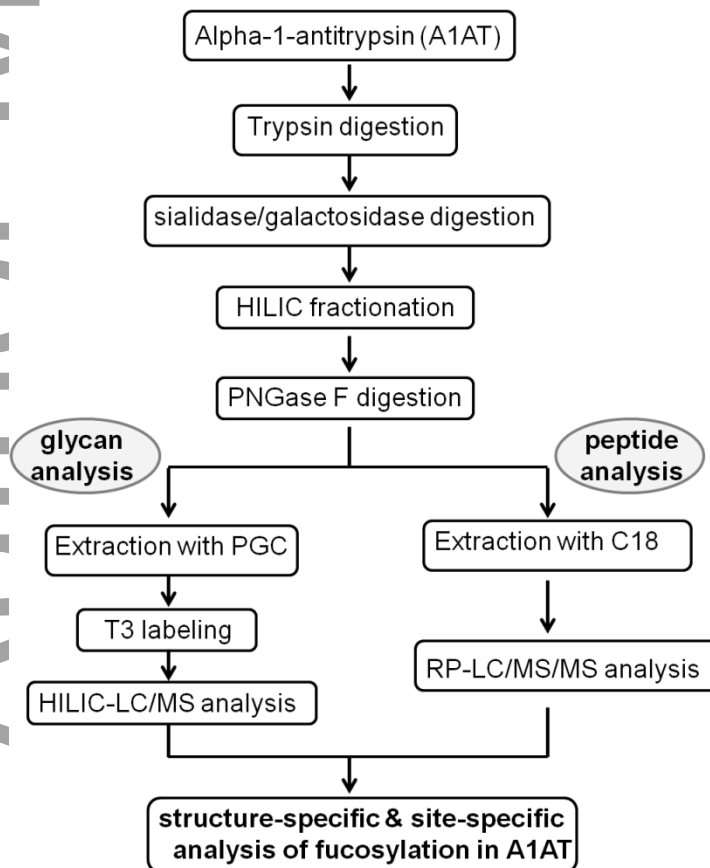 Alpha-1-antitrypsin (A1AT)
Trypsin digestion
sialidase/galactosidase digestion
HILIC fractionation
PNGase F digestion
glycan
analysis
peptide
analysis
Extraction with PGC
Extraction with C18
T3 labeling
RP-LC/MS/MS analysis
HILIC-LC/MS analysis
structure-specific & site-specific
analysis of fucosylation in A1AT